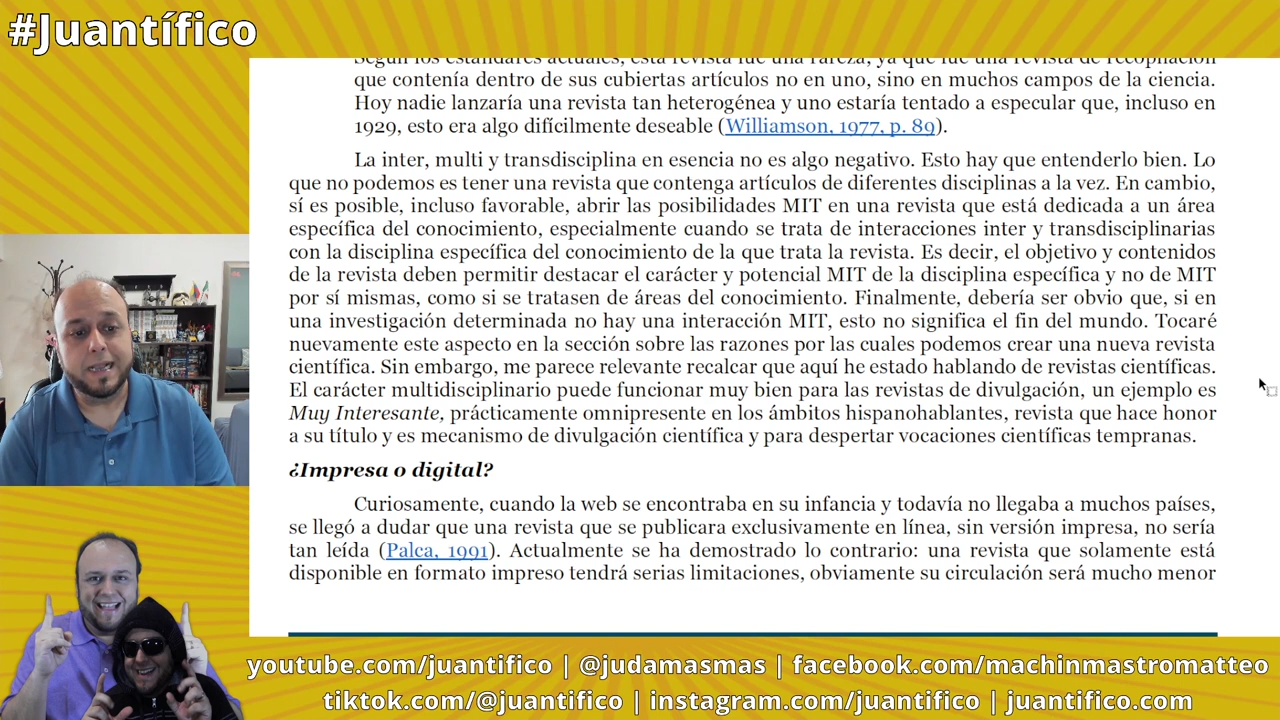 #Juantífico
Según los estándares actuales, esta revista fue una rareza, ya que fue una revista de recopilación
que contenía dentro de sus cubiertas artículos no en uno, sino en muchos campos de la ciencia.
Hoy nadie lanzaría una revista tan heterogénea y uno estaría tentado a especular que, incluso en
1929, esto era algo difícilmente deseable (Williamson, 1977, p. 89).
La inter, multi y transdisciplina en esencia no es algo negativo. Esto hay que entenderlo bien. Lo
que no podemos es tener una revista que contenga artículos de diferentes disciplinas a la vez. En cambio,
sí es posible, incluso favorable, abrir las posibilidades MIT en una revista que está dedicada a un área
específica del conocimiento, especialmente cuando se trata de interacciones inter y transdisciplinarias
con la disciplina específica del conocimiento de la que trata la revista. Es decir, el objetivo y contenidos
de la revista deben permitir destacar el carácter y potencial MIT de la disciplina específica y no de MIT
por sí mismas, como si se tratasen de áreas del conocimiento. Finalmente, debería ser obvio que, si en
una investigación determinada no hay una interacción MIT, esto no significa el fin del mundo. Tocaré
nuevamente este aspecto en la sección sobre las razones por las cuales podemos crear una nueva revista
científica. Sin embargo, me parece relevante recalcar que aquí he estado hablando de revistas científicas.
El carácter multidisciplinario puede funcionar muy bien para las revistas de divulgación, un ejemplo es
Muy Interesante, prácticamente omnipresente en los ámbitos hispanohablantes, revista que hace honor
a su título y es mecanismo de divulgación científica y para despertar vocaciones científicas tempranas.
¿Impresa o digital?
Curiosamente, cuando la web se encontraba en su infancia y todavía no llegaba a muchos países,
se llegó a dudar que una revista que se publicara exclusivamente en línea, sin versión impresa, no sería
tan leída (Palca, 1991). Actualmente se ha demostrado lo contrario: una revista que solamente está
disponible en formato impreso tendrá serias limitaciones, obviamente su circulación será mucho menor
youtube.com/juantifico | @judamasmas | facebook.com/machinmastromatteo
tiktok.com/@juantifico | instagram.com/juantifico | juantifico.com